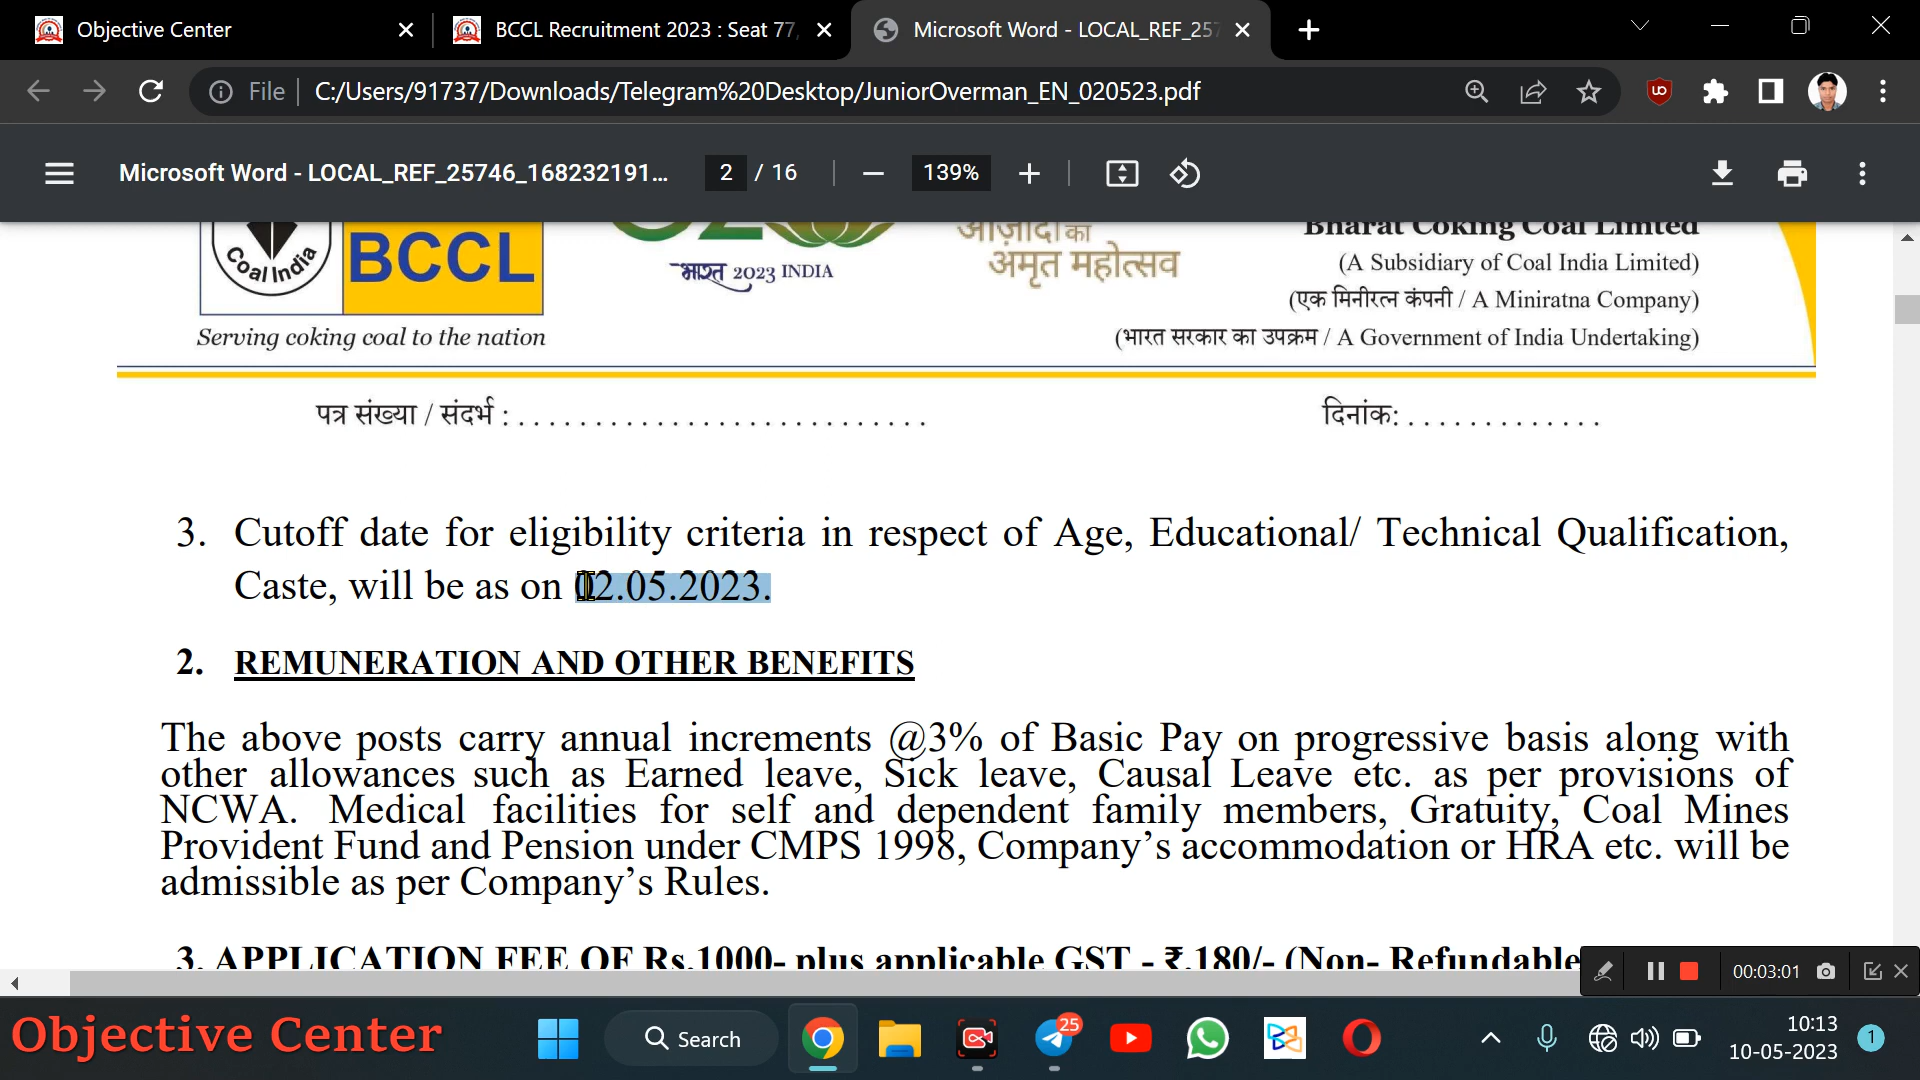 Objective Center
BCCL Recruitment 2023 : Seat 77,
Microsoft Word - LOCAL_REF_257
File
C:/Users/91737/Downloads/Telegram%20Desktop/JuniorOverman_EN_020523.pdf
Microsoft Word - LOCAL_REF_25746_168232191...
2 / 16
139%
Coal India
BCCL
Serving coking coal to the nation
भारत 2023 INDIA
आज़ादी का
अमृत महोत्सव
Bharat Coking Coal Limited
(A Subsidiary of Coal India Limited)
(एक मिनीरत्न कंपनी / A Miniratna Company)
(भारत सरकार का उपक्रम / A Government of India Undertaking)
पत्र संख्या / संदर्भ : . . . . . . . . . . . . . . . . . . . . . . . . . . .
दिनांक: . . . . . . . . . . . . .
3. Cutoff date for eligibility criteria in respect of Age, Educational/ Technical Qualification,
Caste, will be as on 02.05.2023.
2. REMUNERATION AND OTHER BENEFITS
The above posts carry annual increments @3% of Basic Pay on progressive basis along with
other allowances such as Earned leave, Sick leave, Causal Leave etc. as per provisions of
NCWA. Medical facilities for self and dependent family members, Gratuity, Coal Mines
Provident Fund and Pension under CMPS 1998, Company's accommodation or HRA etc. will be
admissible as per Company's Rules.
3. APPLICATION FEE OF Rs.1000- plus applicable GST - ₹.180/- (Non- Refundable
00:03:01
Objective Center
Search
25
10:13
10-05-2023
1